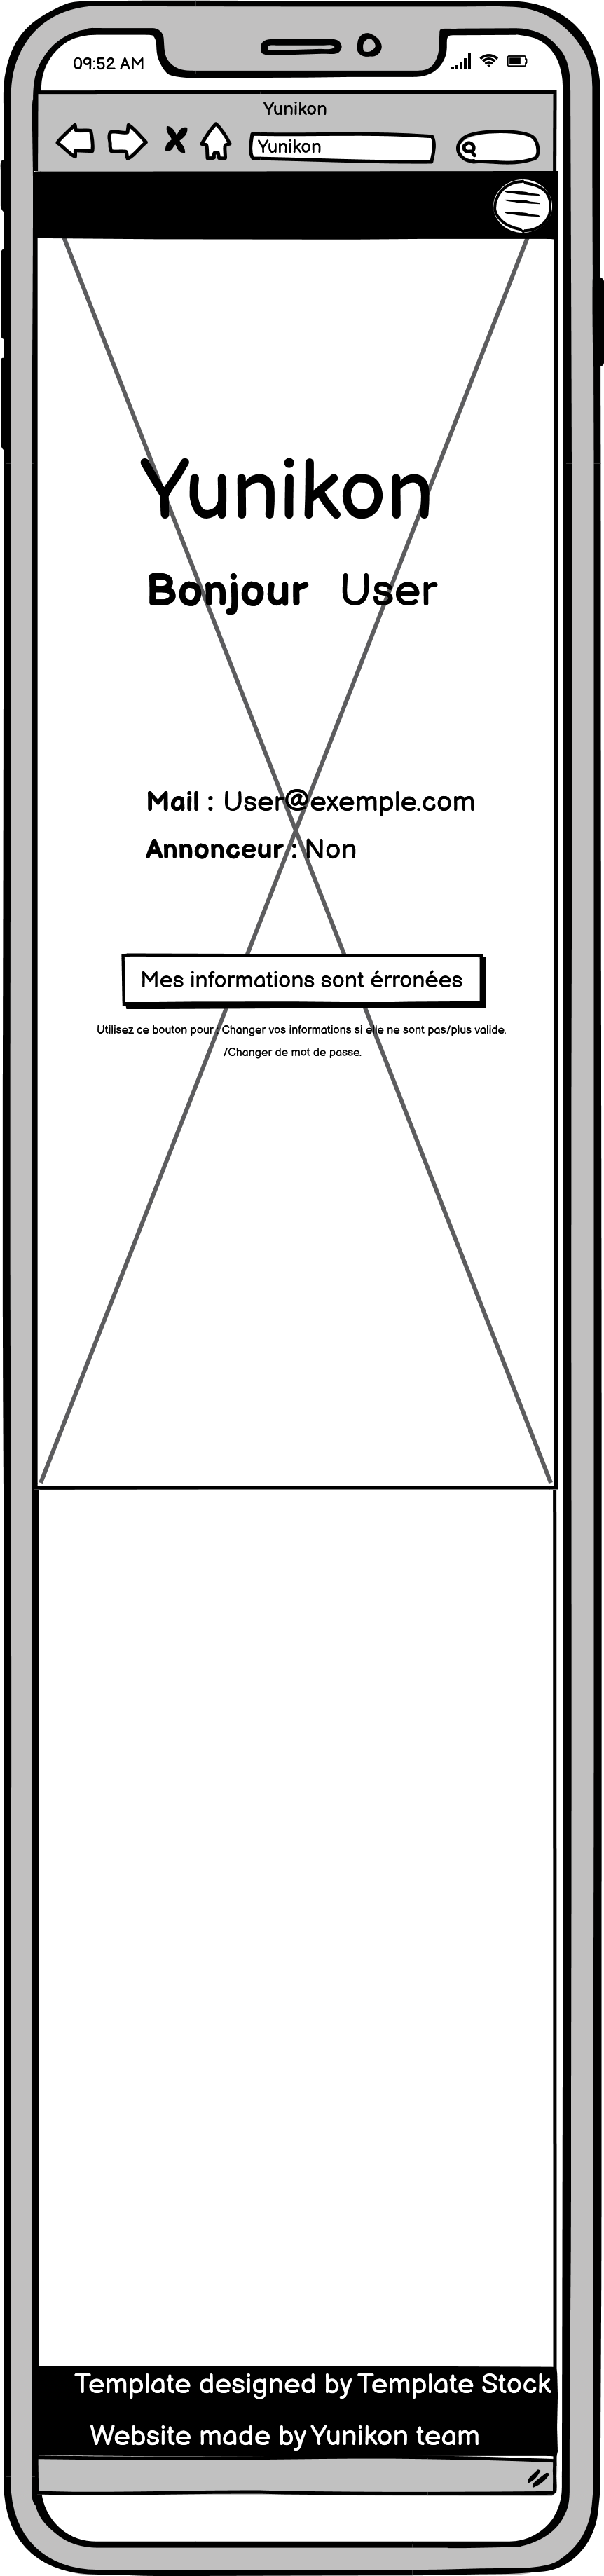 09:52 AM
Yunikon
Yunikon
Yunikon
Bonjour User
Mail : User@exemple.com
Annonceur : Non
Mes informations sont érronées
Utilisez ce bouton pour : Changer vos informations si elle ne sont pas/plus valide.
/Changer de mot de passe.
Template designed by Template Stock
Website made by Yunikon team